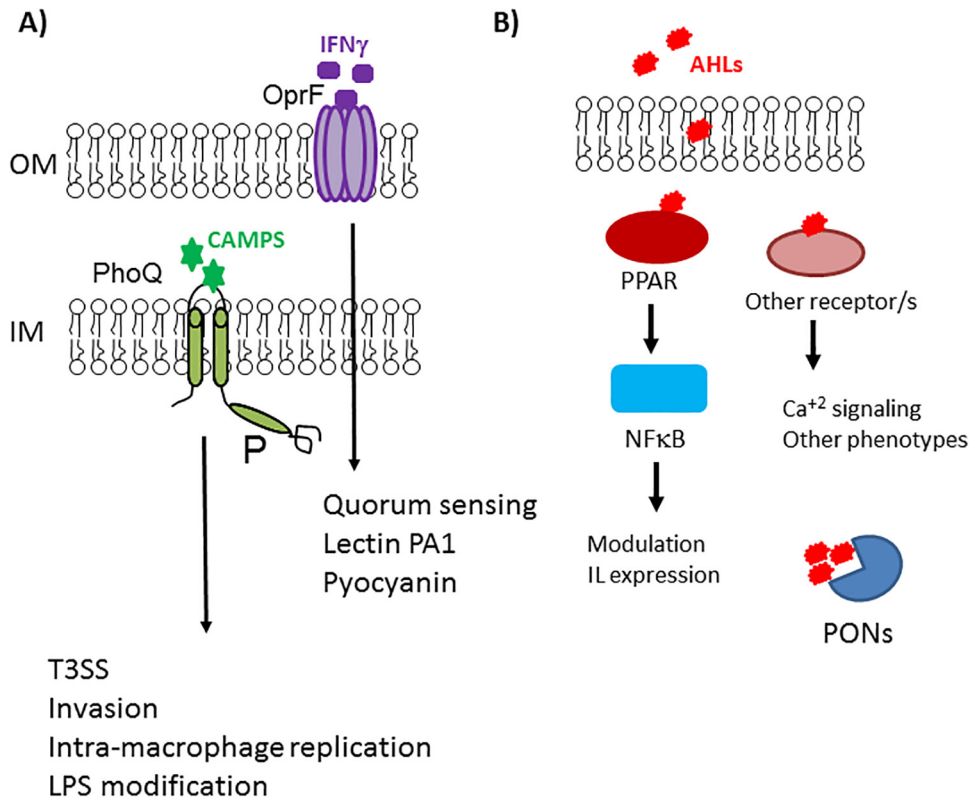 A)
IFNγ
OprF
OM
CAMPS
PhoQ
IM
P
Quorum sensing
Lectin PA1
Pyocyanin
T3SS
Invasion
Intra-macrophage replication
LPS modification
B)
AHLs
PPAR
Other receptor/s
NFκB
Ca+2 signaling
Other phenotypes
Modulation
IL expression
PONs